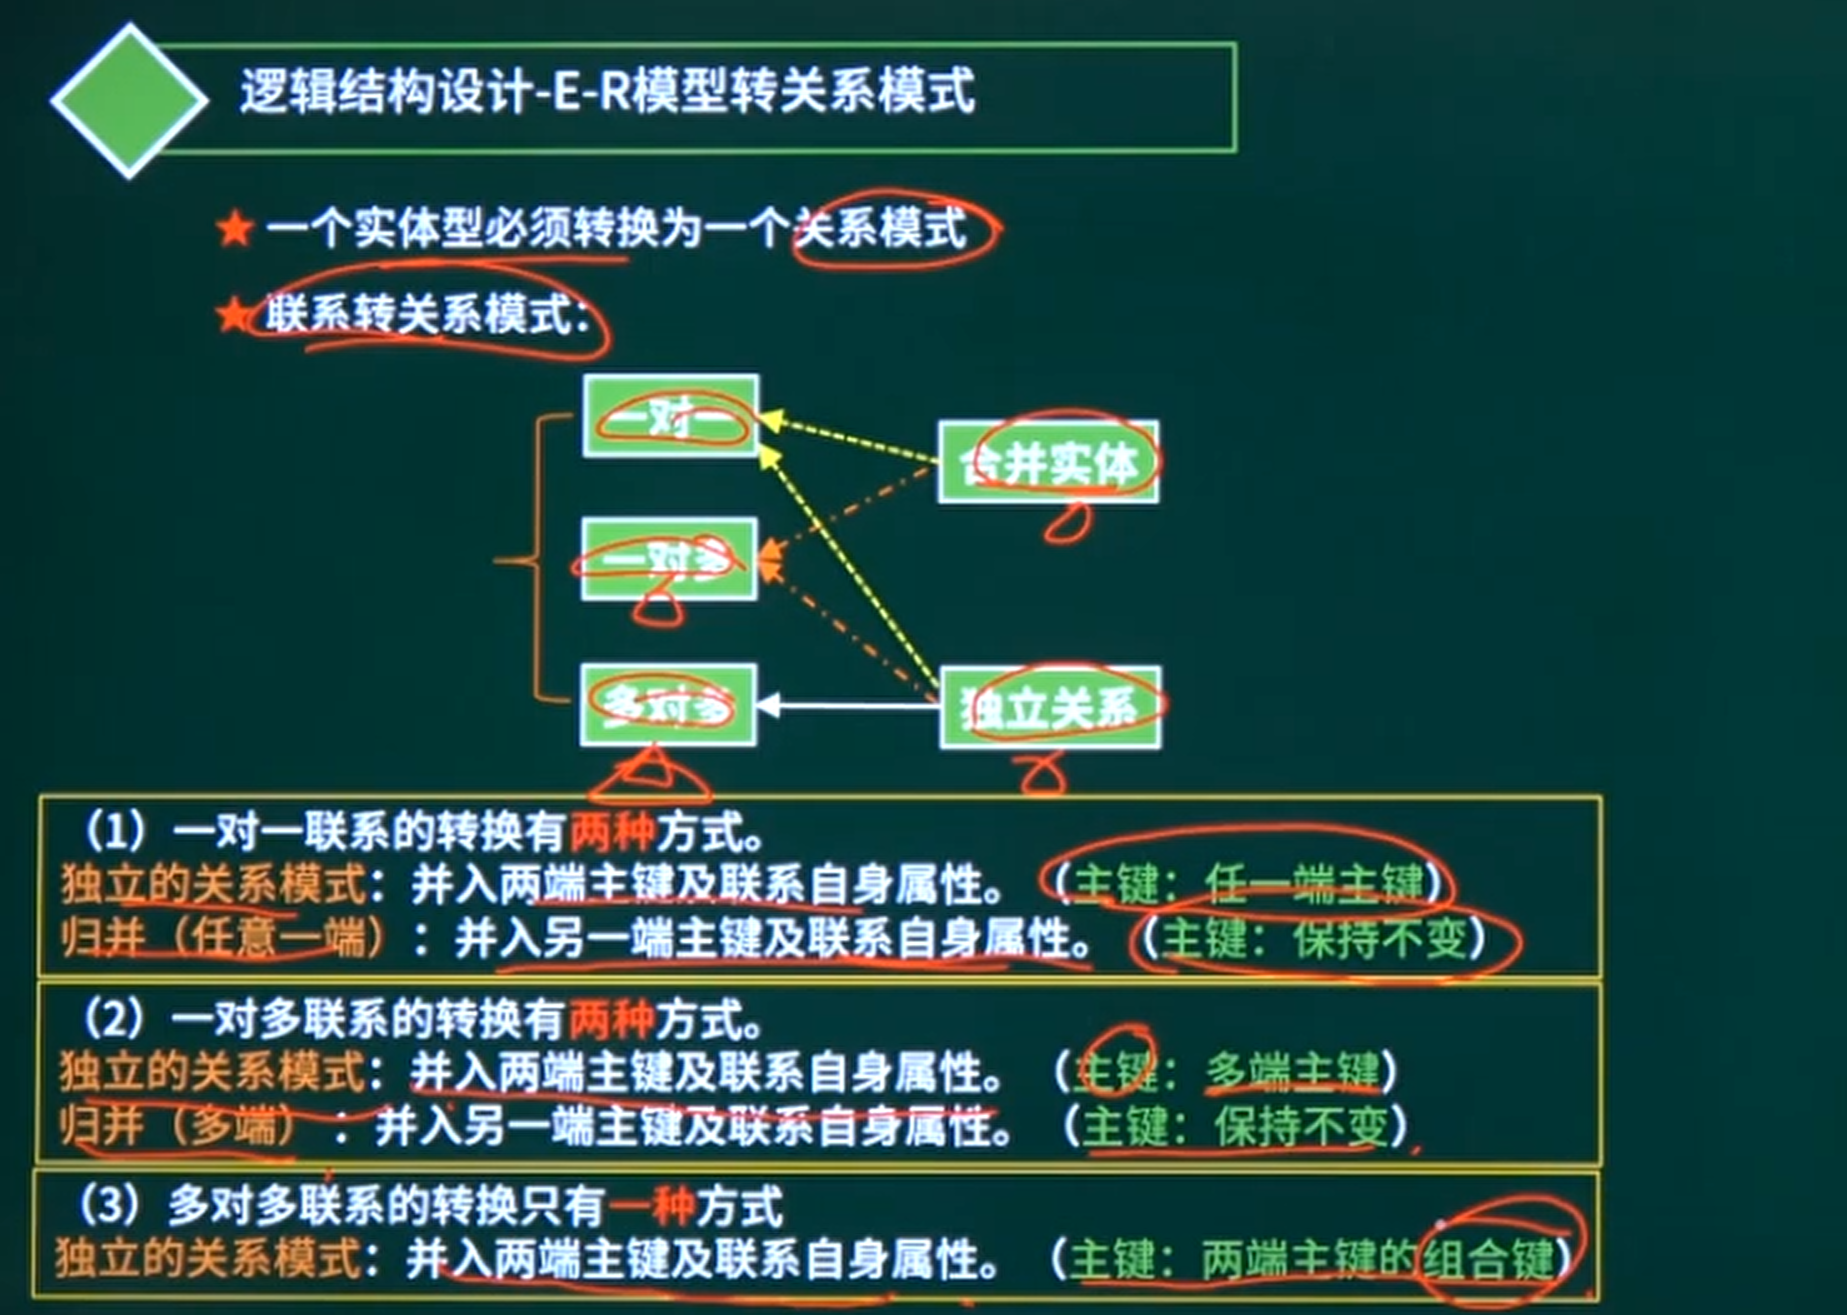 逻辑结构设计-E-R模型转关系模式
★ 一个实体型必须转换为一个关系模式
★ 联系转关系模式：
一对一
合并实体
一对多
多对多
独立关系
（1）一对一联系的转换有两种方式。
独立的关系模式：并入两端主键及联系自身属性。（主键：任一端主键）
归并（任意一端）：并入另一端主键及联系自身属性。（主键：保持不变）
（2）一对多联系的转换有两种方式。
独立的关系模式：并入两端主键及联系自身属性。（主键：多端主键）
归并（多端）：并入另一端主键及联系自身属性。（主键：保持不变）
（3）多对多联系的转换只有一种方式
独立的关系模式：并入两端主键及联系自身属性。（主键：两端主键的组合键）